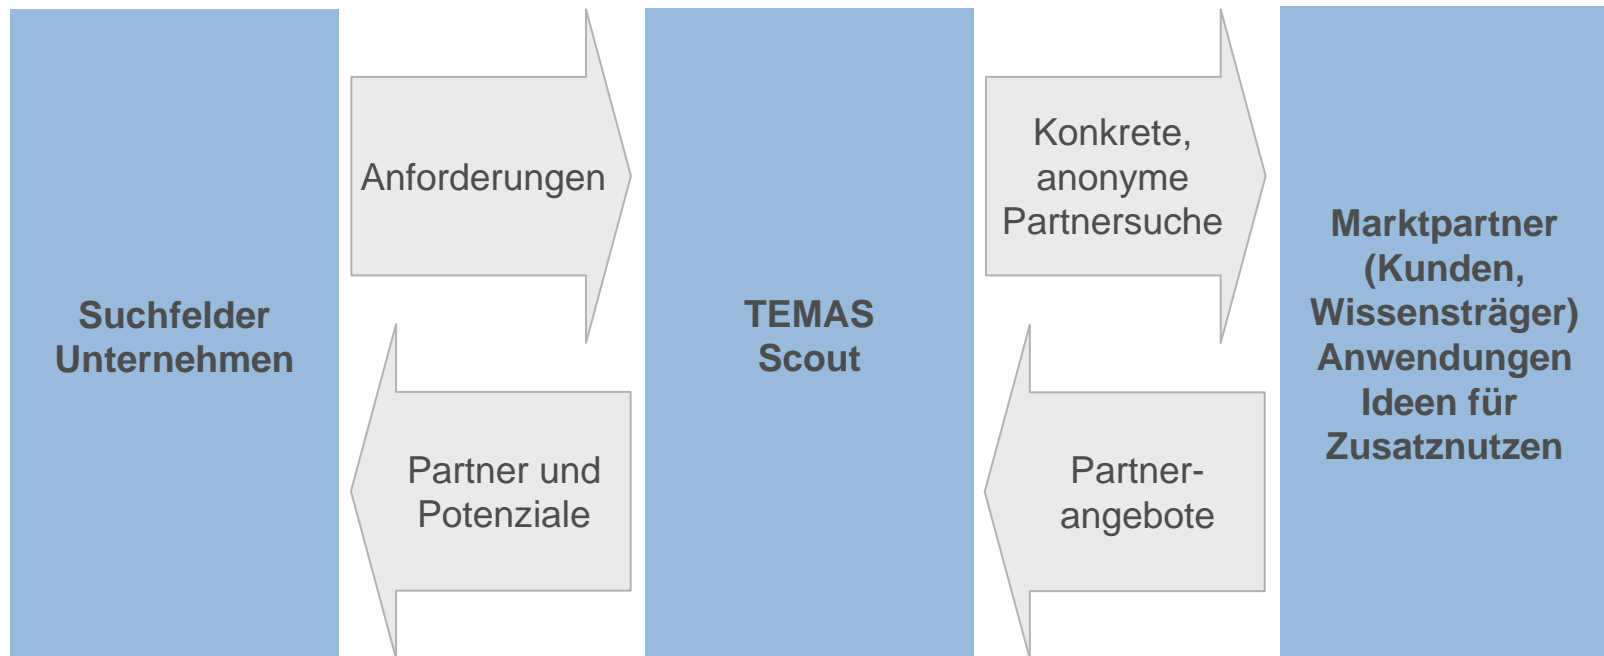 Suchfelder
Unternehmen
Anforderungen
Partner und
Potenziale
TEMAS
Scout
Konkrete,
anonyme
Partnersuche
Partner-
angebote
Marktpartner
(Kunden,
Wissensträger)
Anwendungen
Ideen für
Zusatznutzen